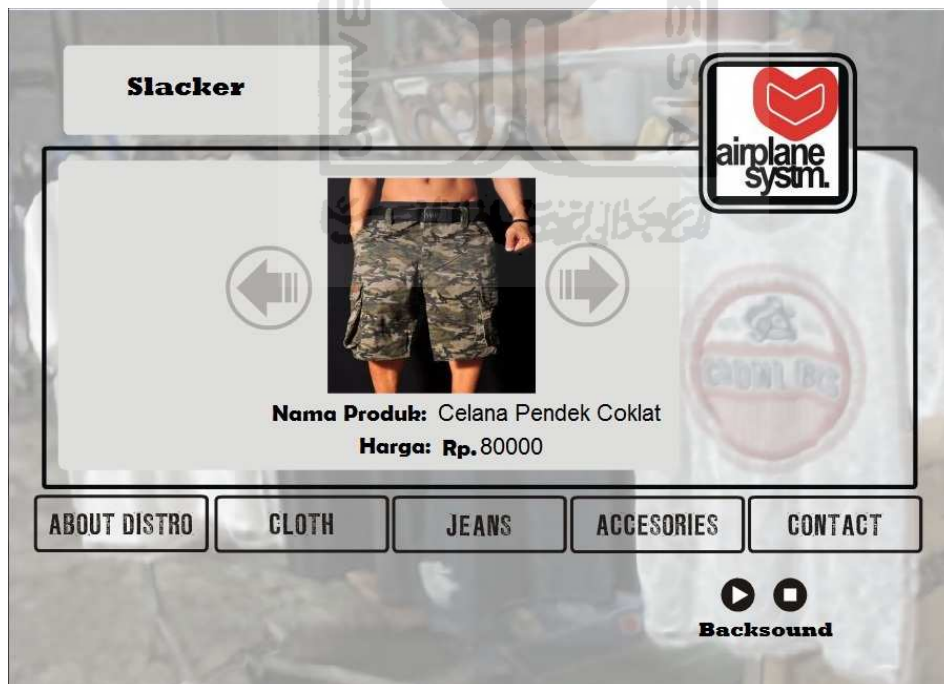 Slacker
airplane
systm.
Nama Produk: Celana Pendek Coklat
Harga: Rp. 80000
ABOUT DISTRO
CLOTH
JEANS
ACCESORIES
CONTACT
Backsound